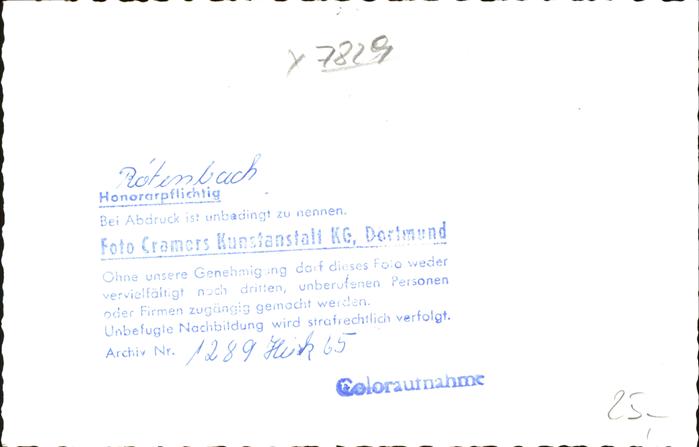 Y 7829
Rötenbach
Honorarpflichtig
Bei Abdruck ist unbedingt zu nennen.
Foto Cramers Kunstanstalt KG, Dortmund
Ohne unsere Genehmigung darf dieses Foto weder
vervielfältigt noch dritten, unberufenen Personen
oder Firmen zugängig gemacht werden.
Unbefugte Nachbildung wird strafrechtlich verfolgt.
Archiv Nr. 1289 65
Coloraufnahme
25,-